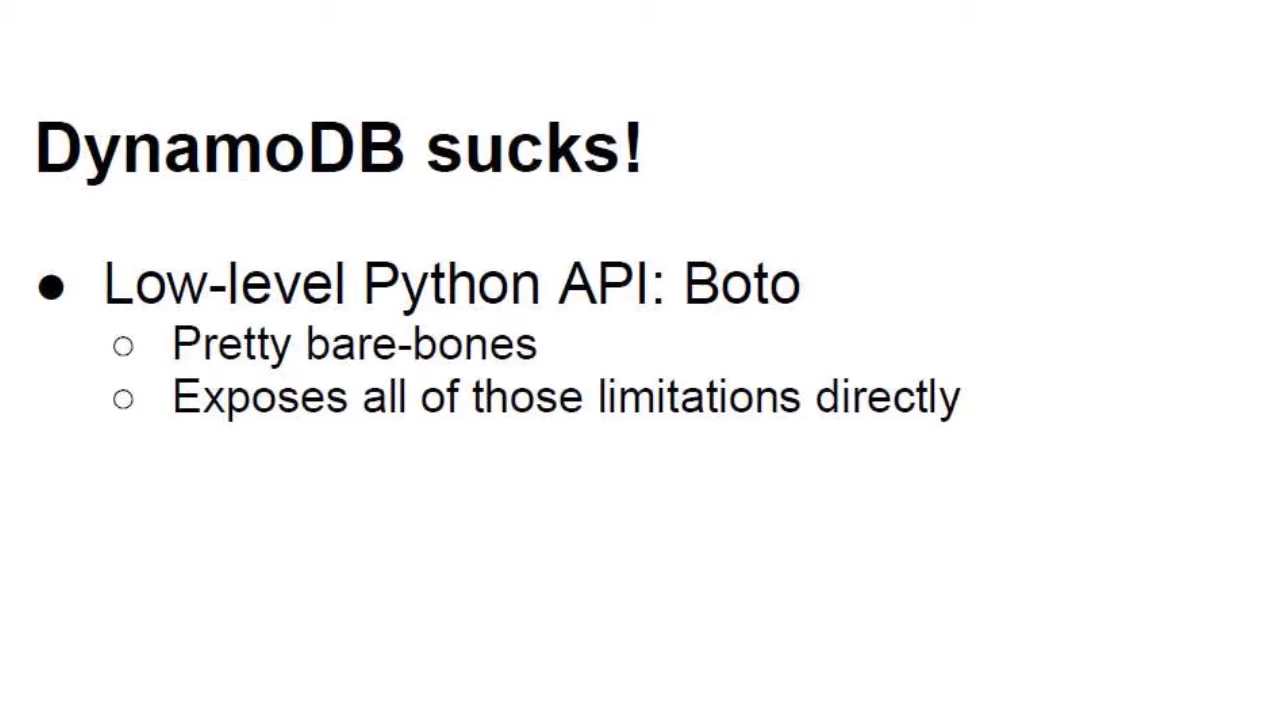 DynamoDB sucks!
● Low-level Python API: Boto
○ Pretty bare-bones
○ Exposes all of those limitations directly